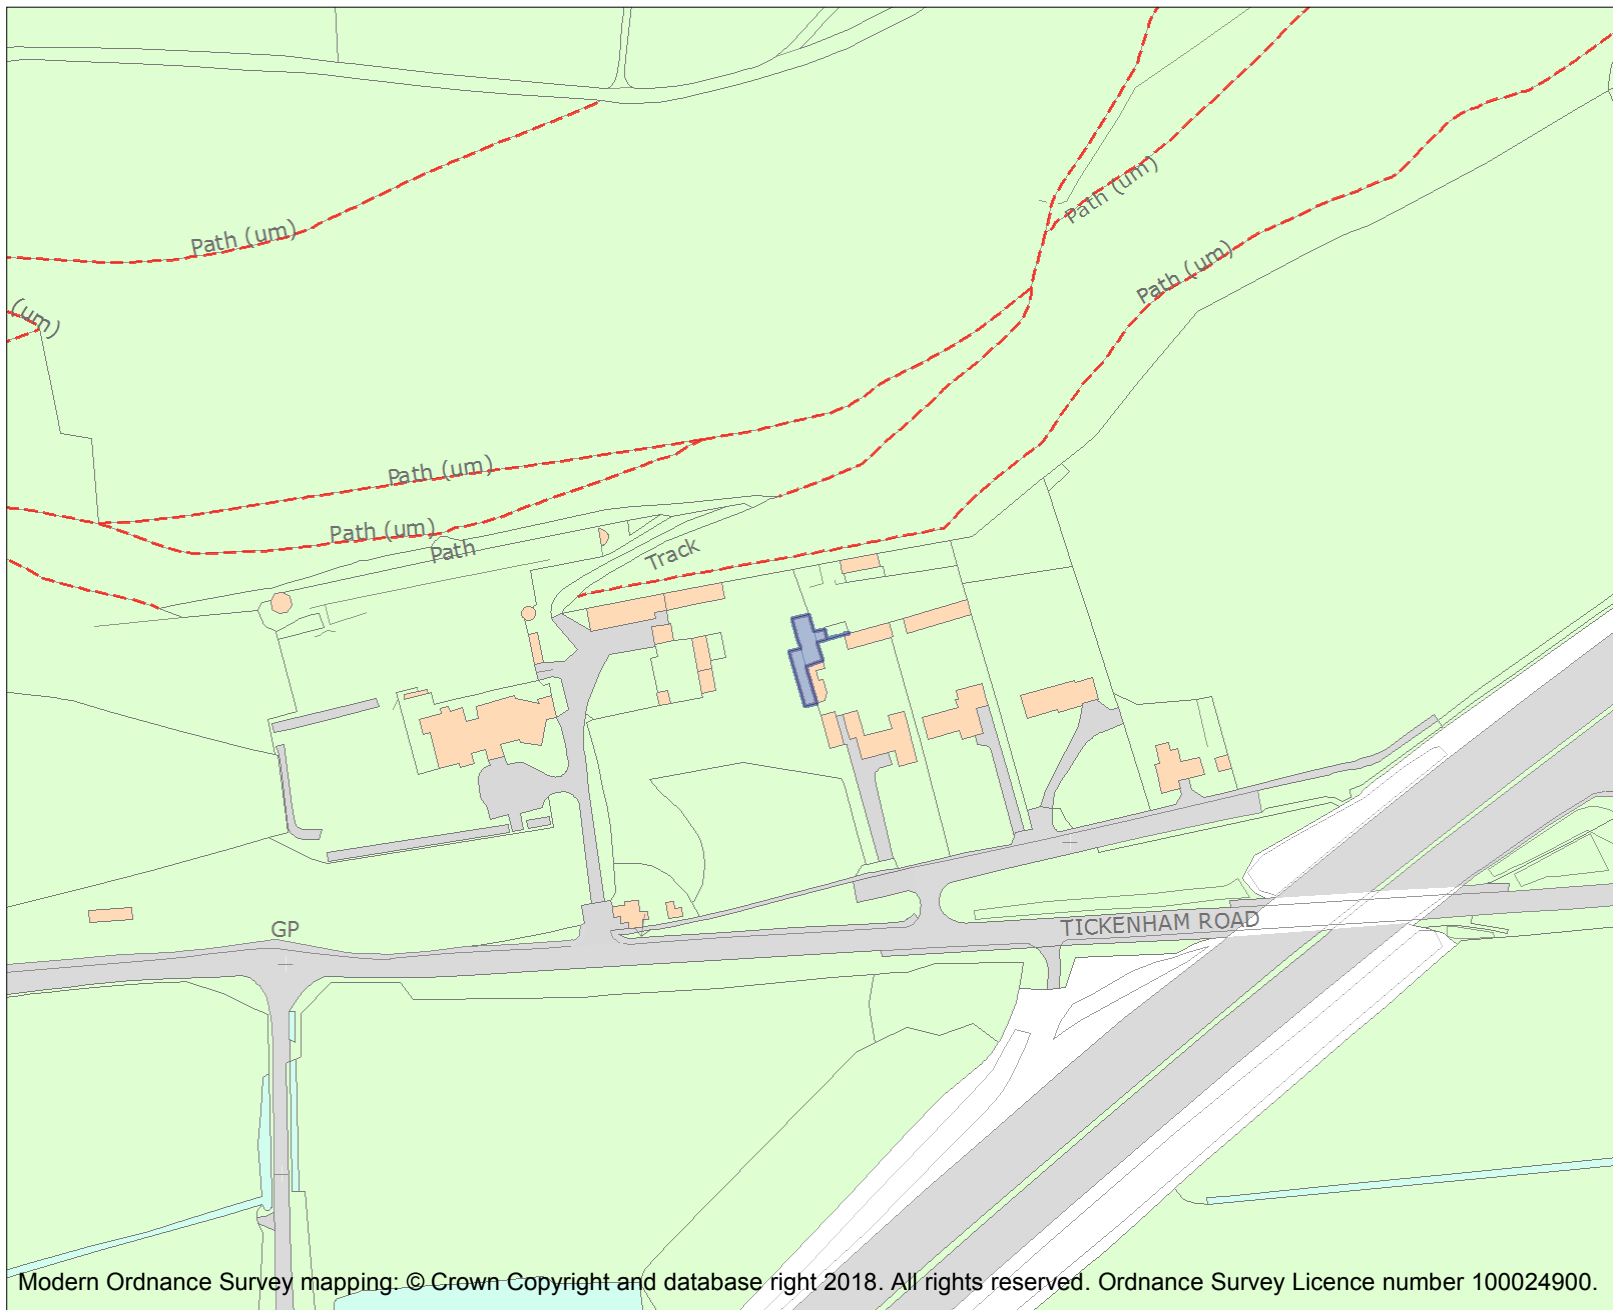 Path (um)
Path (um)
Path (um)
(um)
Path (um)
Path (um)
Path
Track
GP
TICKENHAM ROAD
Modern Ordnance Survey mapping: © Crown Copyright and database right 2018. All rights reserved. Ordnance Survey Licence number 100024900.